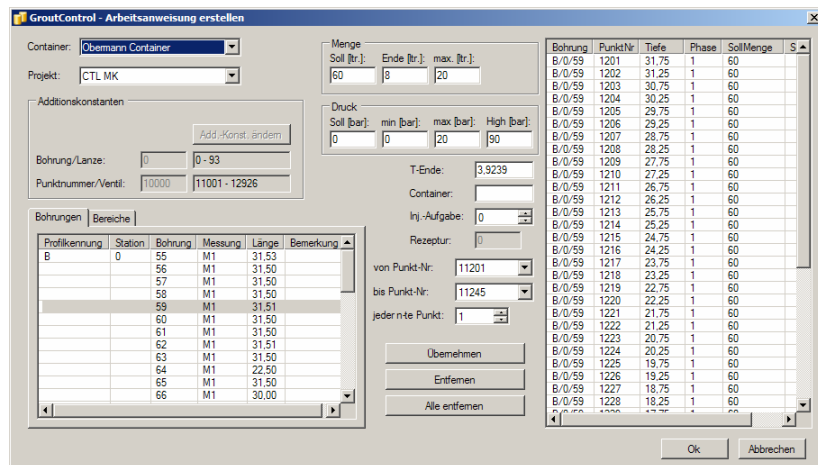 GroutControl - Arbeitsanweisung erstellen
Container: Obermann Container
Projekt: CTL MK
Additionskonstanten
Add.-Konst. ändern
Bohrung/Lanze: 0 0 - 93
Punktnummer/Ventil: 10000 11001 - 12926
Bohrungen Bereiche
Profilkennung Station Bohrung Messung Länge Bemerkung
B 0 55 M1 31,53
56 M1 31,50
57 M1 31,50
58 M1 31,50
59 M1 31,51
60 M1 31,50
61 M1 31,50
62 M1 31,51
63 M1 31,50
64 M1 22,50
65 M1 31,50
66 M1 30,00
Menge
Soll [ltr.]: Ende [ltr.]: max. [ltr.]:
60 8 20
Druck
Soll [bar]: min [bar]: max [bar]: High [bar]:
0 0 20 90
T-Ende: 3,9239
Container:
Inj.-Aufgabe: 0
Rezeptur: 0
von Punkt-Nr: 11201
bis Punkt-Nr: 11245
jeder n-te Punkt: 1
Übernehmen
Entfernen
Alle entfernen
Bohrung PunktNr Tiefe Phase SollMenge S
B/0/59 1201 31,75 1 60
B/0/59 1202 31,25 1 60
B/0/59 1203 30,75 1 60
B/0/59 1204 30,25 1 60
B/0/59 1205 29,75 1 60
B/0/59 1206 29,25 1 60
B/0/59 1207 28,75 1 60
B/0/59 1208 28,25 1 60
B/0/59 1209 27,75 1 60
B/0/59 1210 27,25 1 60
B/0/59 1211 26,75 1 60
B/0/59 1212 26,25 1 60
B/0/59 1213 25,75 1 60
B/0/59 1214 25,25 1 60
B/0/59 1215 24,75 1 60
B/0/59 1216 24,25 1 60
B/0/59 1217 23,75 1 60
B/0/59 1218 23,25 1 60
B/0/59 1219 22,75 1 60
B/0/59 1220 22,25 1 60
B/0/59 1221 21,75 1 60
B/0/59 1222 21,25 1 60
B/0/59 1223 20,75 1 60
B/0/59 1224 20,25 1 60
B/0/59 1225 19,75 1 60
B/0/59 1226 19,25 1 60
B/0/59 1227 18,75 1 60
B/0/59 1228 18,25 1 60
Ok Abbrechen